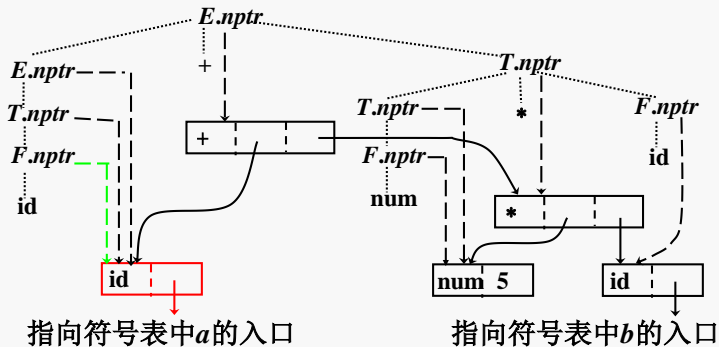 E.nptr
E.nptr
+
T.nptr
T.nptr
T.nptr
*
F.nptr
+
F.nptr
F.nptr
id
id
num
*
id
num 5
id
指向符号表中a的入口
指向符号表中b的入口